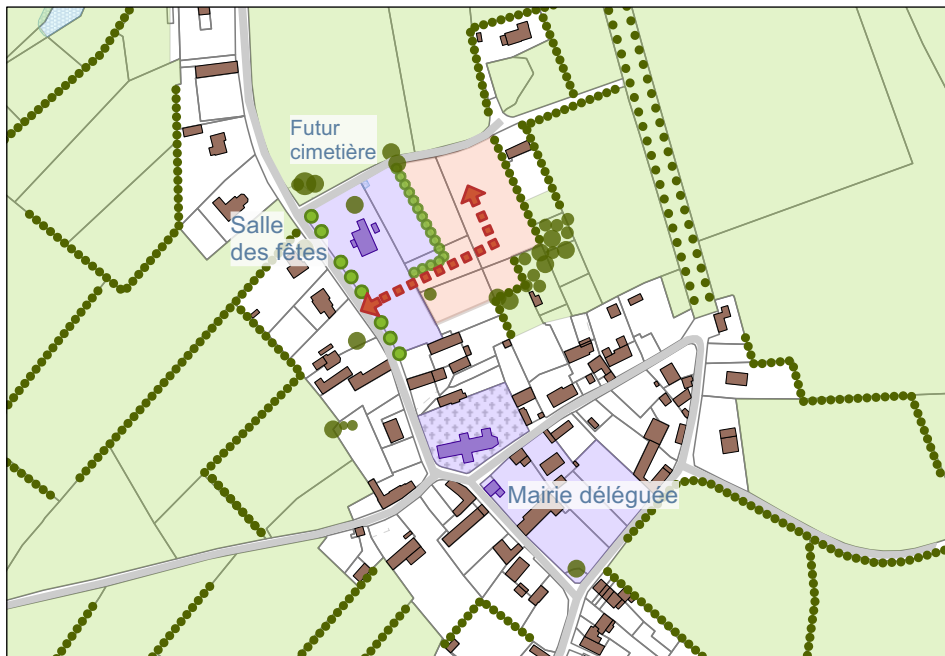 Futur
cimetière
Salle
des fêtes
Mairie déléguée